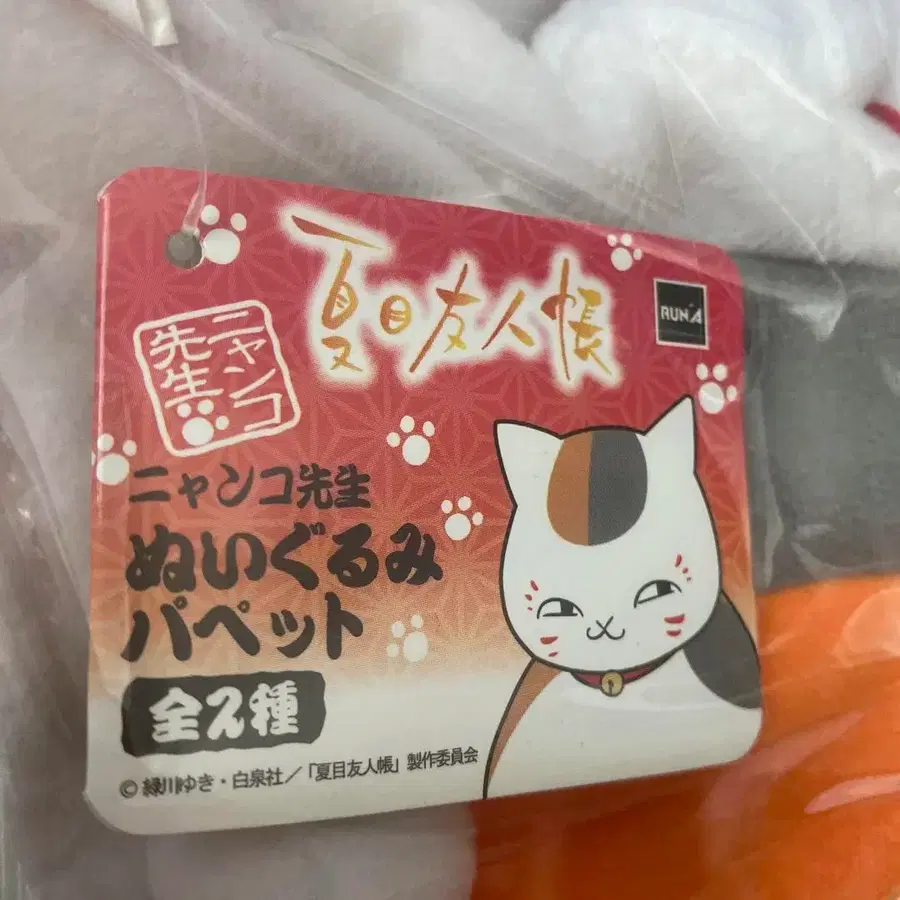 夏目友人帳
RUN'A
ニャンコ
先生
ニャンコ先生
ぬいぐるみ
パペット
全2種
© 緑川ゆき・白泉社／「夏目友人帳」製作委員会